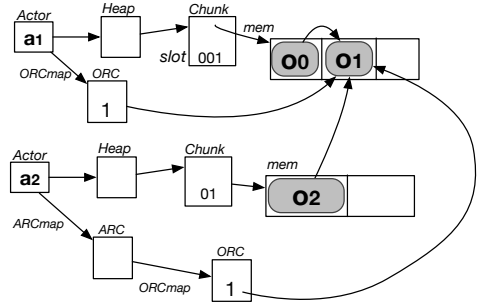 Actor Heap Chunk
a1 mem
slot 001 o0 o1
ORCmap ORC
1
Actor Heap Chunk mem
a2 01 o2
ARCmap ARC ORC
ORCmap 1